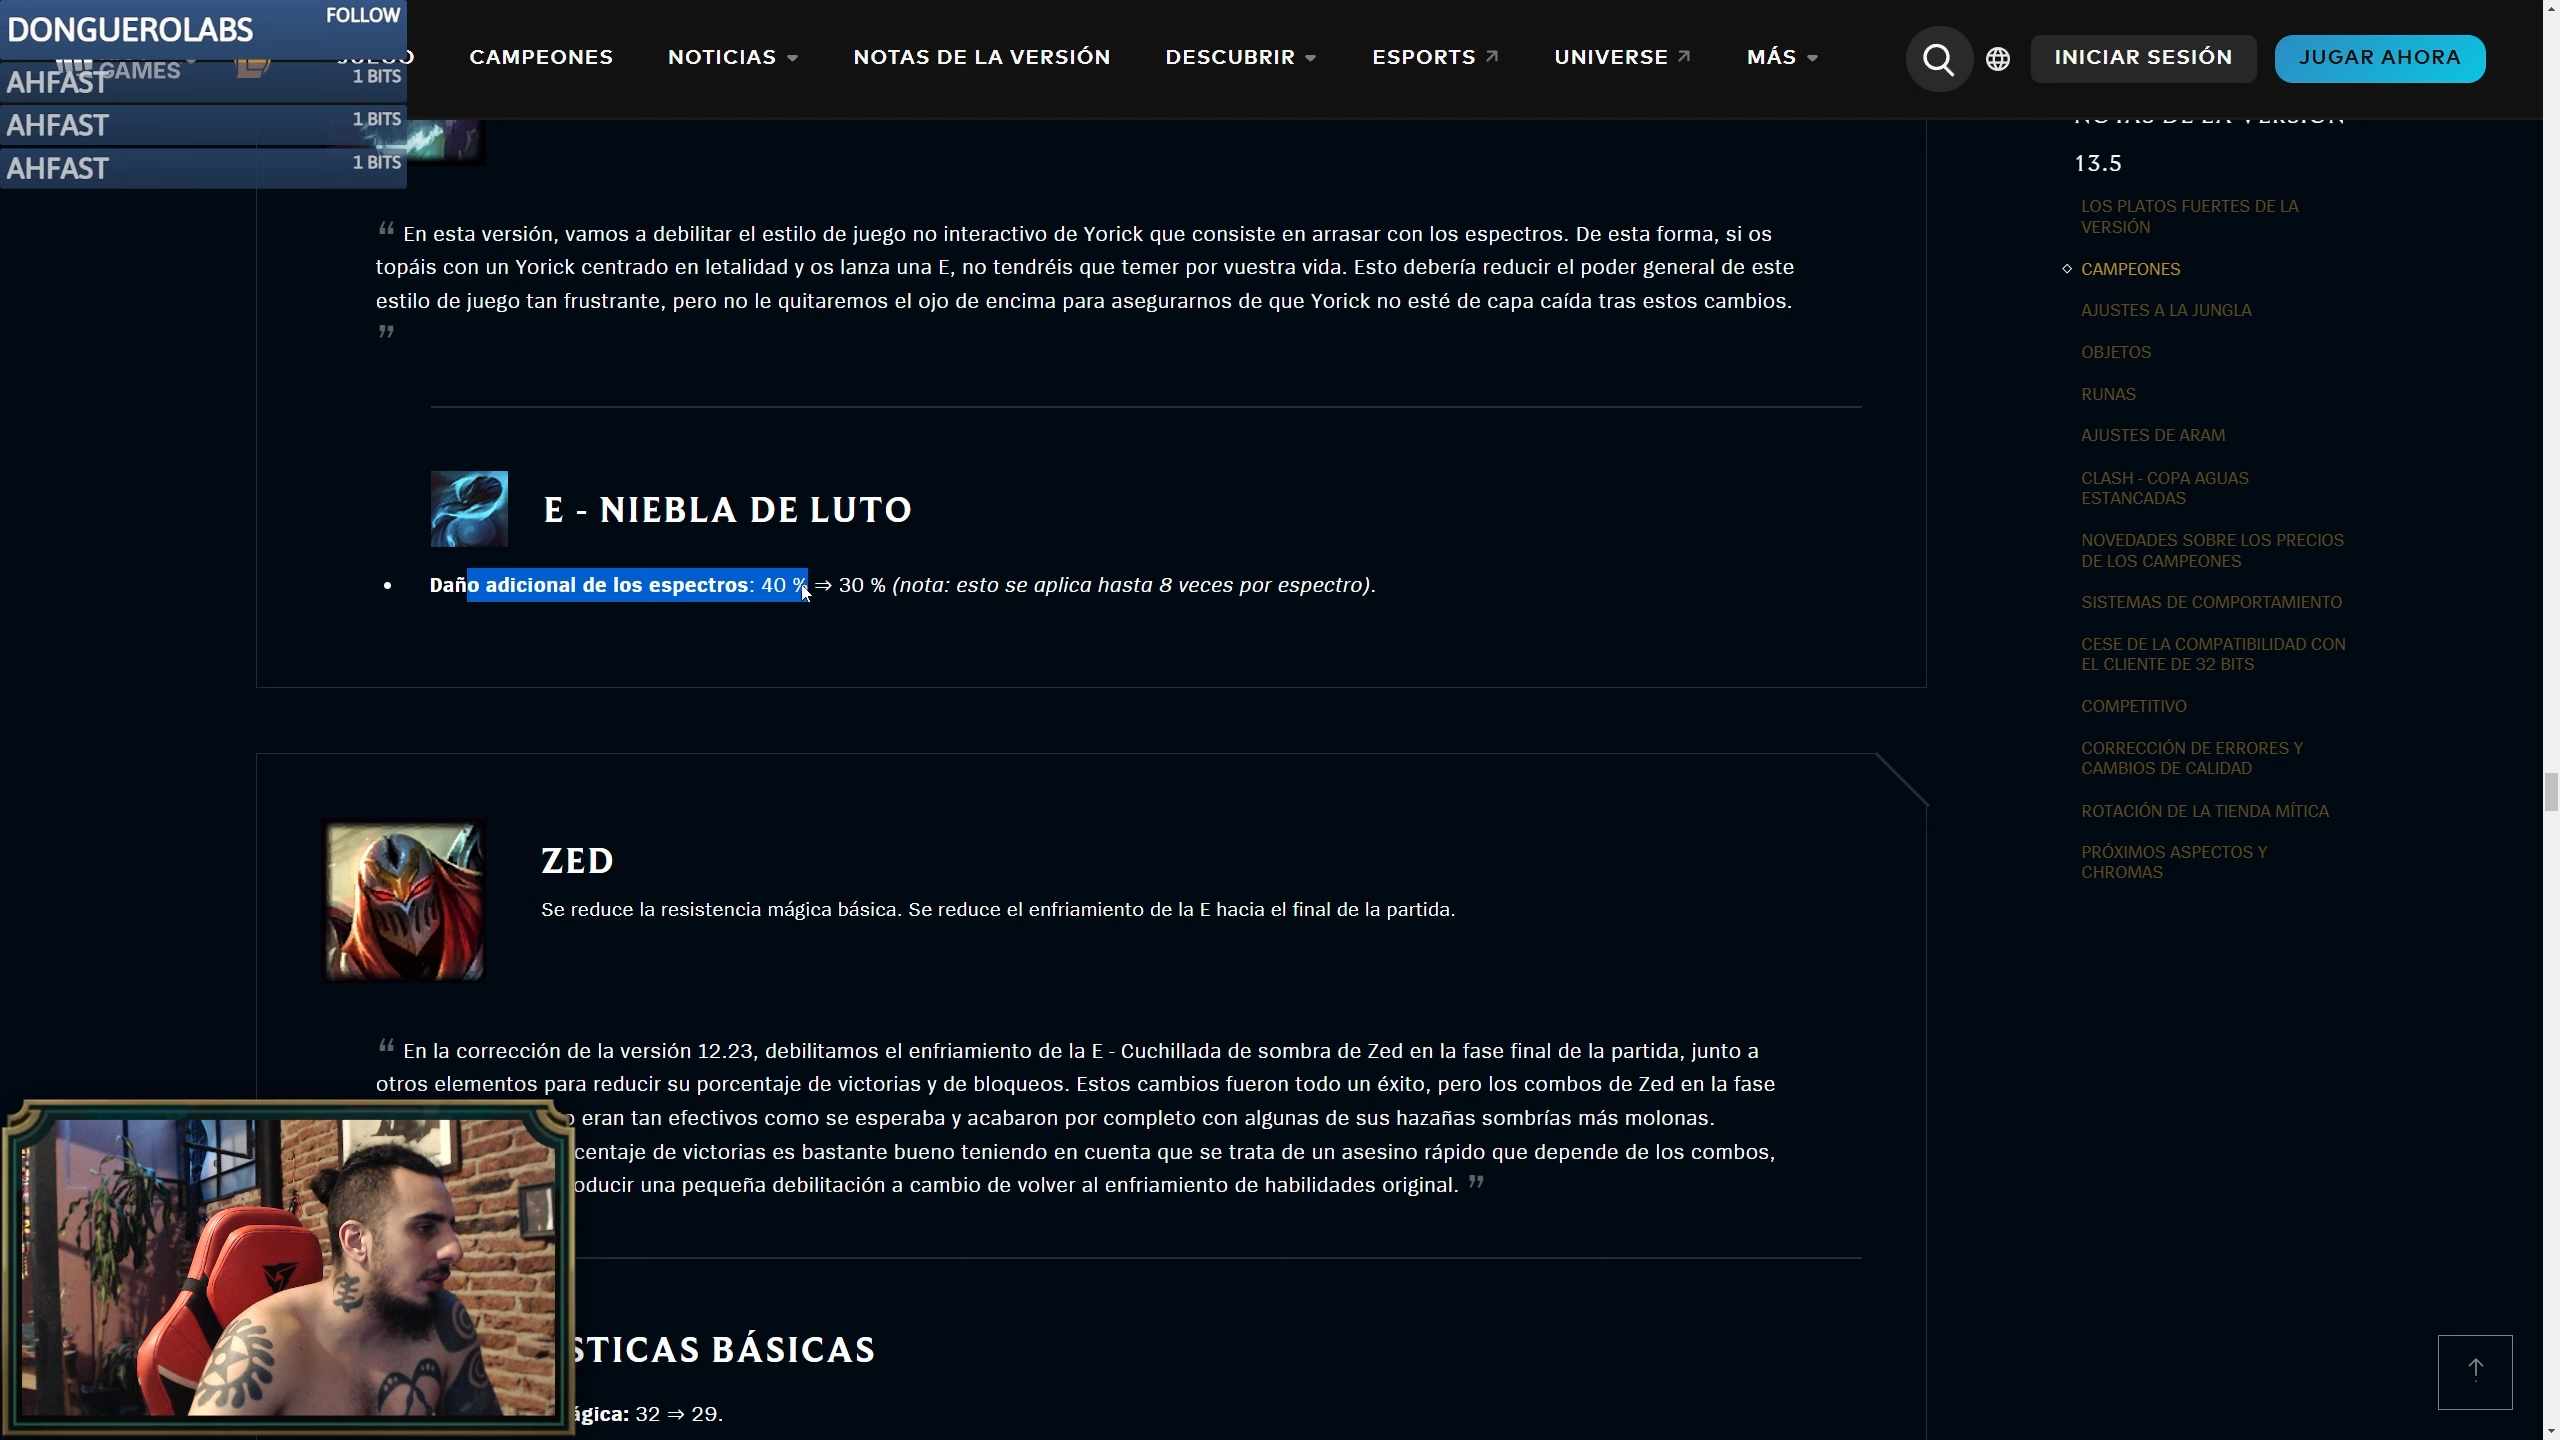 DONGUEROLABS FOLLOW
AHFAST 1 BITS
AHFAST 1 BITS
AHFAST 1 BITS
GAMES
JUEGO CAMPEONES NOTICIAS NOTAS DE LA VERSIÓN DESCUBRIR ESPORTS UNIVERSE MÁS INICIAR SESIÓN JUGAR AHORA
“ En esta versión, vamos a debilitar el estilo de juego no interactivo de Yorick que consiste en arrasar con los espectros. De esta forma, si os
topáis con un Yorick centrado en letalidad y os lanza una E, no tendréis que temer por vuestra vida. Esto debería reducir el poder general de este
estilo de juego tan frustrante, pero no le quitaremos el ojo de encima para asegurarnos de que Yorick no esté de capa caída tras estos cambios.
”
E - NIEBLA DE LUTO
• Daño adicional de los espectros: 40 % ⇒ 30 % (nota: esto se aplica hasta 8 veces por espectro).
ZED
Se reduce la resistencia mágica básica. Se reduce el enfriamiento de la E hacia el final de la partida.
“ En la corrección de la versión 12.23, debilitamos el enfriamiento de la E - Cuchillada de sombra de Zed en la fase final de la partida, junto a
otros elementos para reducir su porcentaje de victorias y de bloqueos. Estos cambios fueron todo un éxito, pero los combos de Zed en la fase
o eran tan efectivos como se esperaba y acabaron por completo con algunas de sus hazañas sombrías más molonas.
centaje de victorias es bastante bueno teniendo en cuenta que se trata de un asesino rápido que depende de los combos,
oducir una pequeña debilitación a cambio de volver al enfriamiento de habilidades original. ”
STICAS BÁSICAS
ágica: 32 ⇒ 29.
NOTAS DE LA VERSIÓN
13.5
LOS PLATOS FUERTES DE LA
VERSIÓN
CAMPEONES
AJUSTES A LA JUNGLA
OBJETOS
RUNAS
AJUSTES DE ARAM
CLASH - COPA AGUAS
ESTANCADAS
NOVEDADES SOBRE LOS PRECIOS
DE LOS CAMPEONES
SISTEMAS DE COMPORTAMIENTO
CESE DE LA COMPATIBILIDAD CON
EL CLIENTE DE 32 BITS
COMPETITIVO
CORRECCIÓN DE ERRORES Y
CAMBIOS DE CALIDAD
ROTACIÓN DE LA TIENDA MÍTICA
PRÓXIMOS ASPECTOS Y
CHROMAS